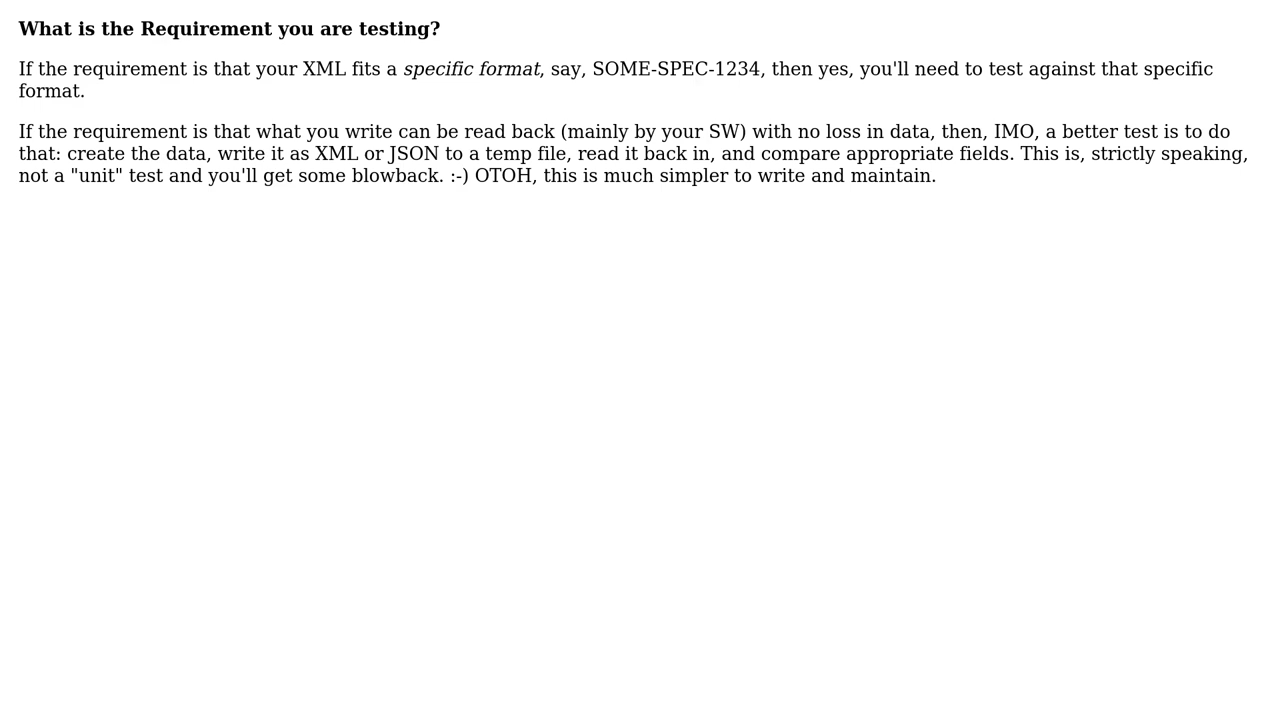 What is the Requirement you are testing?
If the requirement is that your XML fits a specific format, say, SOME-SPEC-1234, then yes, you'll need to test against that specific
format.
If the requirement is that what you write can be read back (mainly by your SW) with no loss in data, then, IMO, a better test is to do
that: create the data, write it as XML or JSON to a temp file, read it back in, and compare appropriate fields. This is, strictly speaking,
not a "unit" test and you'll get some blowback. :-) OTOH, this is much simpler to write and maintain.